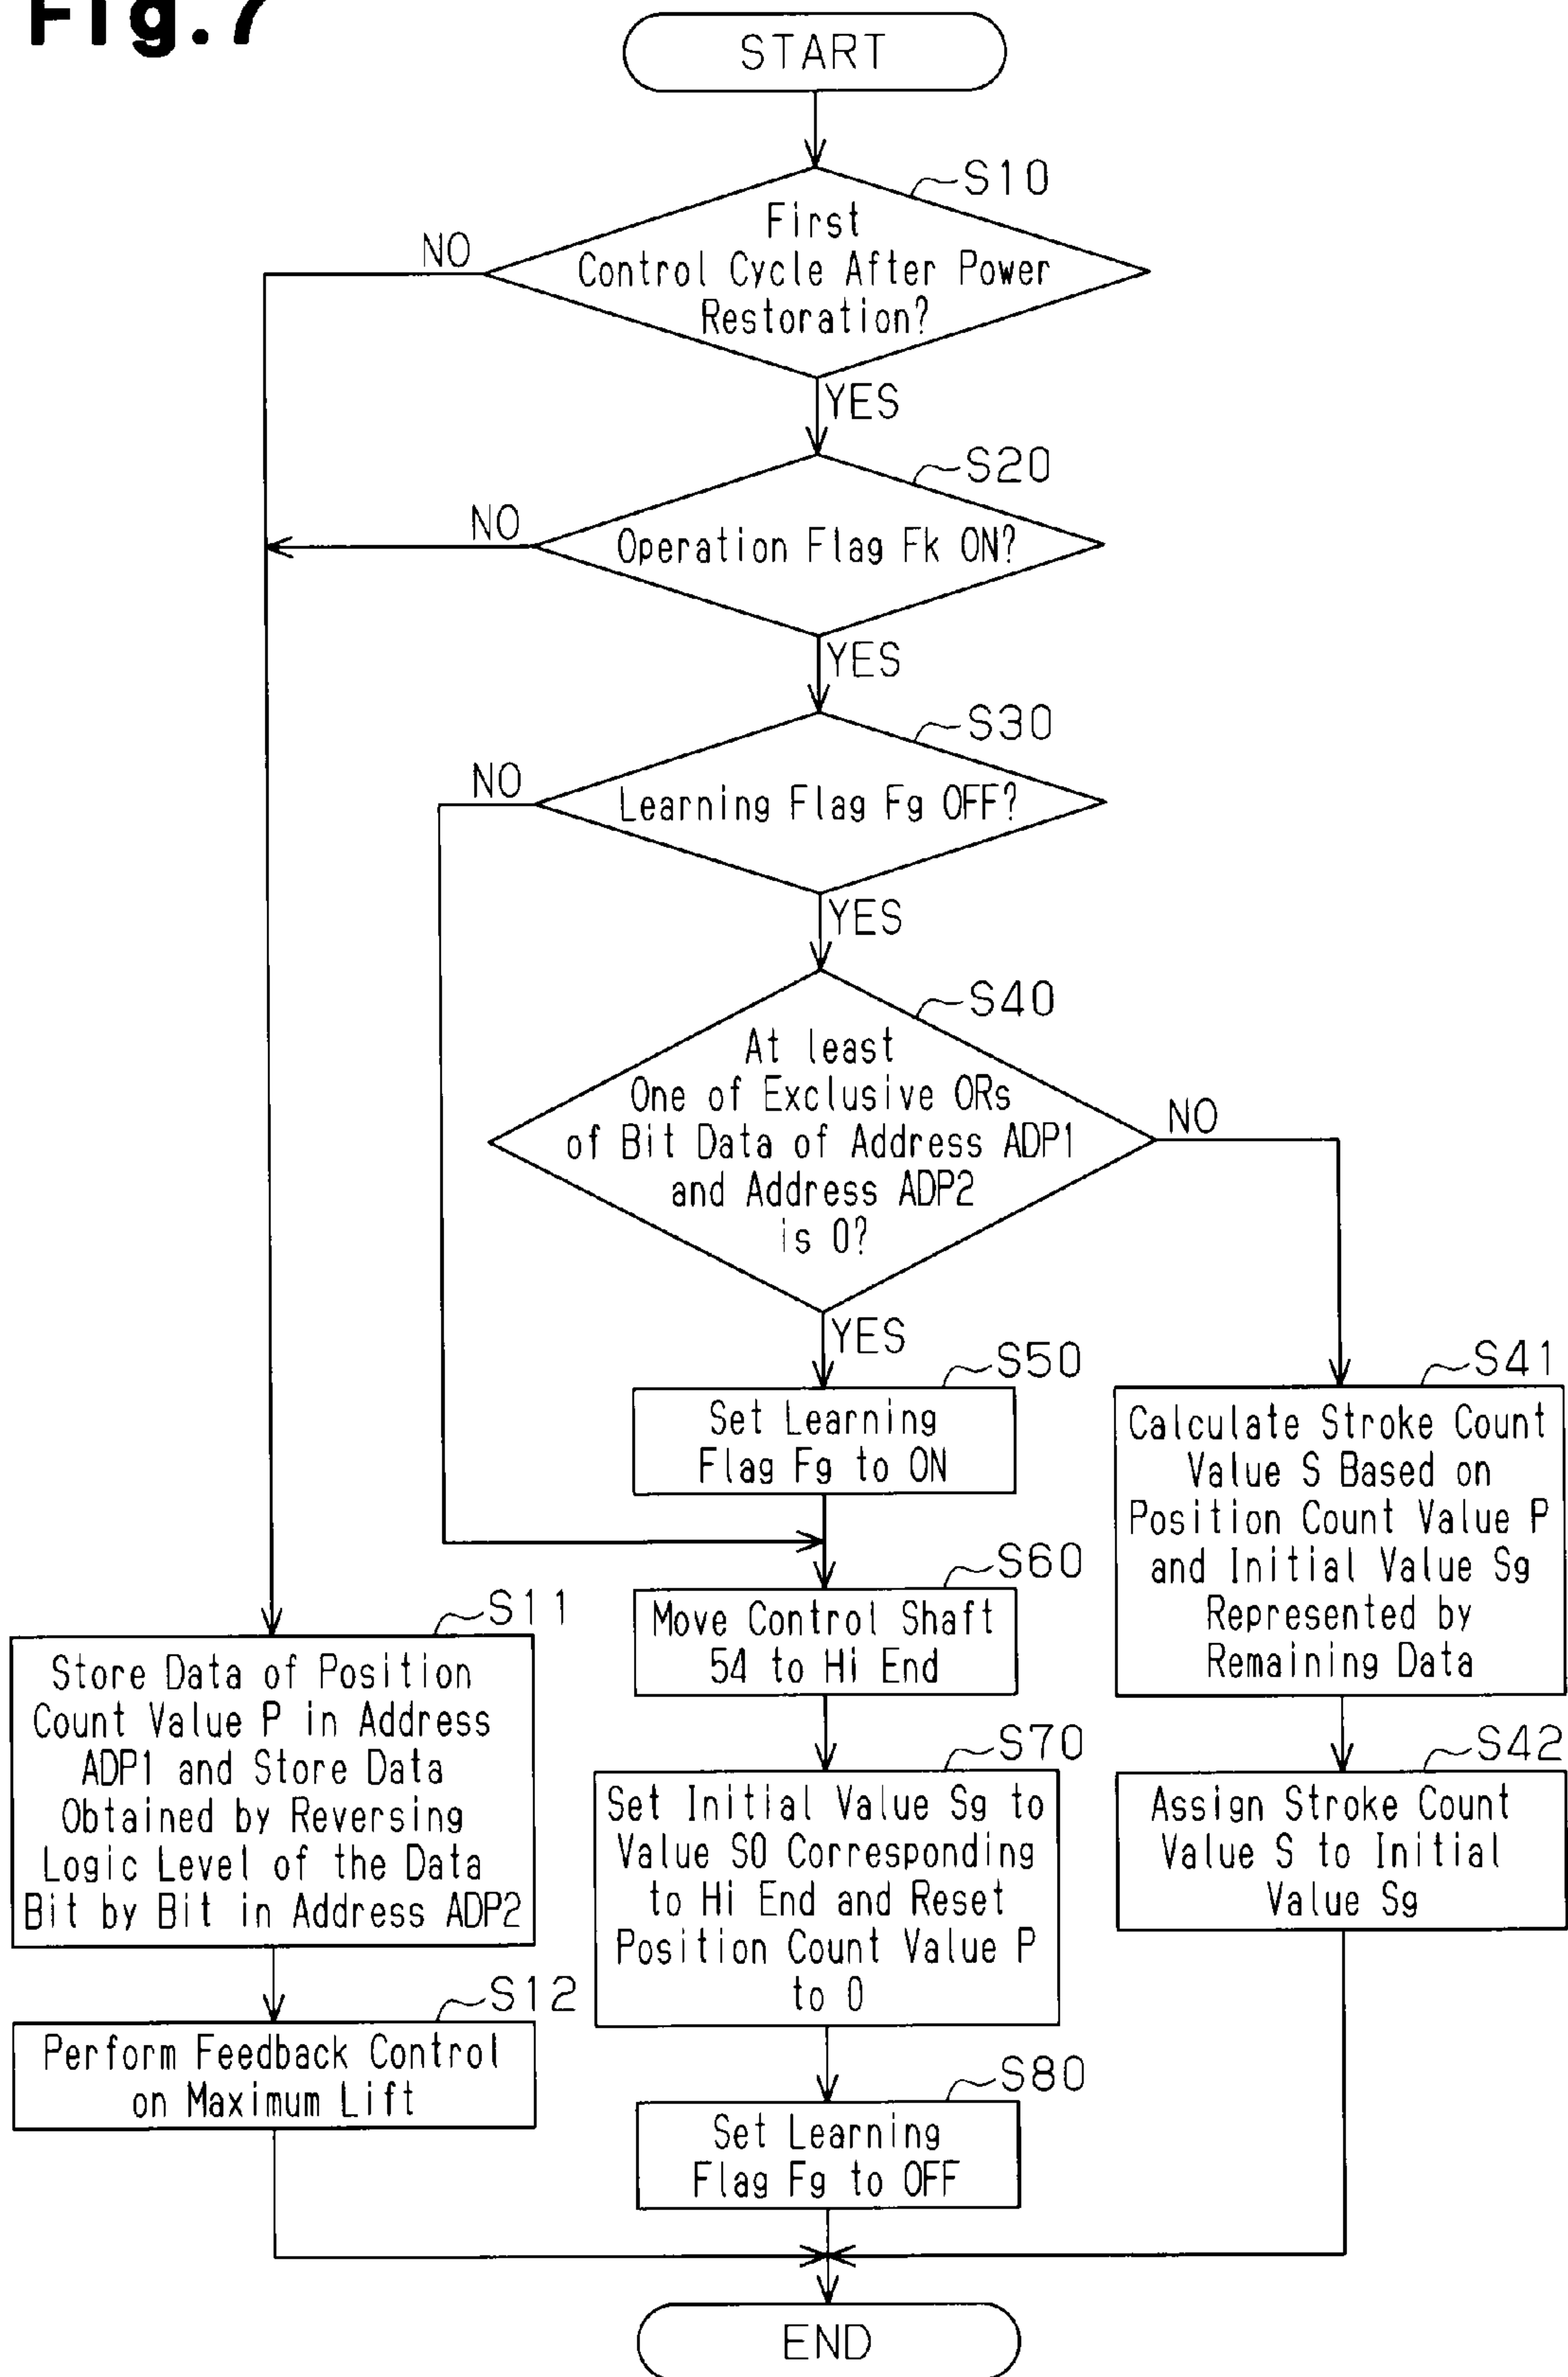 Fig.7
START
S10
First
Control Cycle After Power
Restoration?
NO
YES
S20
Operation Flag Fk ON?
NO
YES
S30
Learning Flag Fg OFF?
NO
YES
S40
At least
One of Exclusive ORs
of Bit Data of Address ADP1
and Address ADP2
is 0?
NO
YES
S50
Set Learning
Flag Fg to ON
S41
Calculate Stroke Count
Value S Based on
Position Count Value P
and Initial Value Sg
Represented by
Remaining Data
S60
Move Control Shaft
54 to Hi End
S11
Store Data of Position
Count Value P in Address
ADP1 and Store Data
Obtained by Reversing
Logic Level of the Data
Bit by Bit in Address ADP2
S70
Set Initial Value Sg to
Value S0 Corresponding
to Hi End and Reset
Position Count Value P
to 0
S42
Assign Stroke Count
Value S to Initial
Value Sg
S12
Perform Feedback Control
on Maximum Lift
S80
Set Learning
Flag Fg to OFF
END